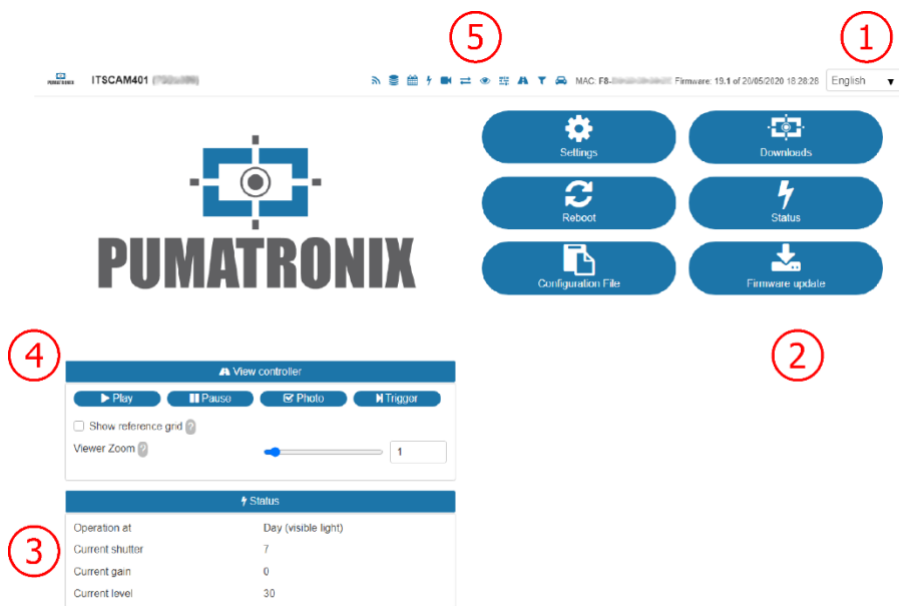 5
1
PUMATRONIX ITSCAM401
MAC: F8- Firmware: 19.1 of 20/05/2020 18:28:28 English
Settings
Downloads
PUMATRONIX
Reboot
Status
Configuration File
Firmware update
4
2
View controller
Play Pause Photo Trigger
Show reference grid ?
Viewer Zoom ? 1
Status
3
Operation at Day (visible light)
Current shutter 7
Current gain 0
Current level 30